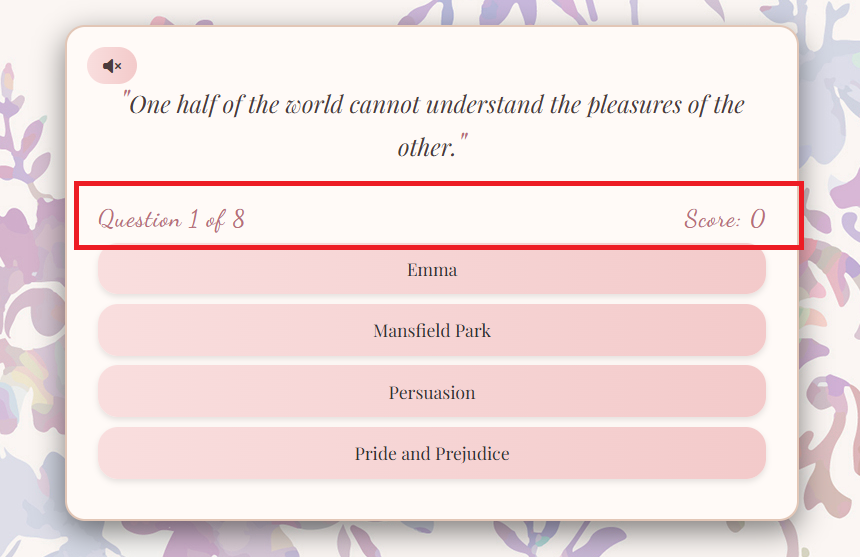 "One half of the world cannot understand the pleasures of the
other."
Question 1 of 8
Score: 0
Emma
Mansfield Park
Persuasion
Pride and Prejudice